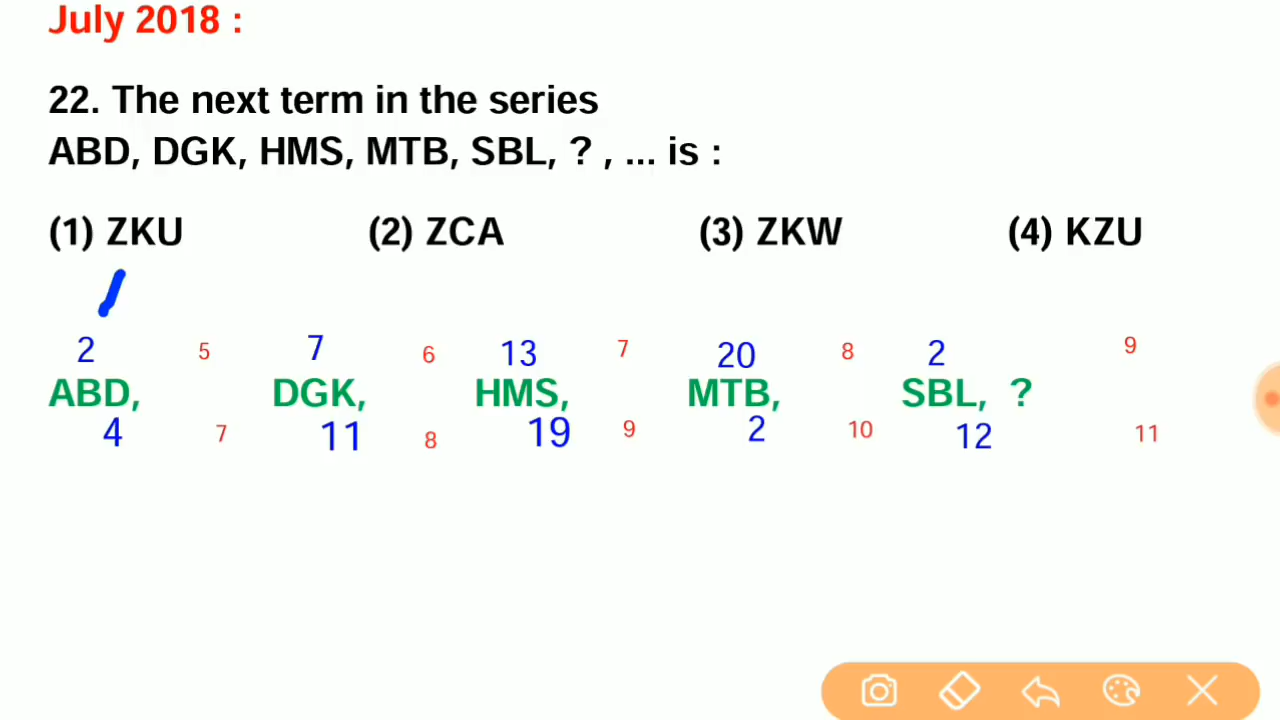 July 2018 :
22. The next term in the series
ABD, DGK, HMS, MTB, SBL, ? , ... is :
(1) ZKU (2) ZCA (3) ZKW (4) KZU
2 5 7 6 13 7 20 8 2 9
ABD, DGK, HMS, MTB, SBL, ?
4 7 11 8 19 9 2 10 12 11